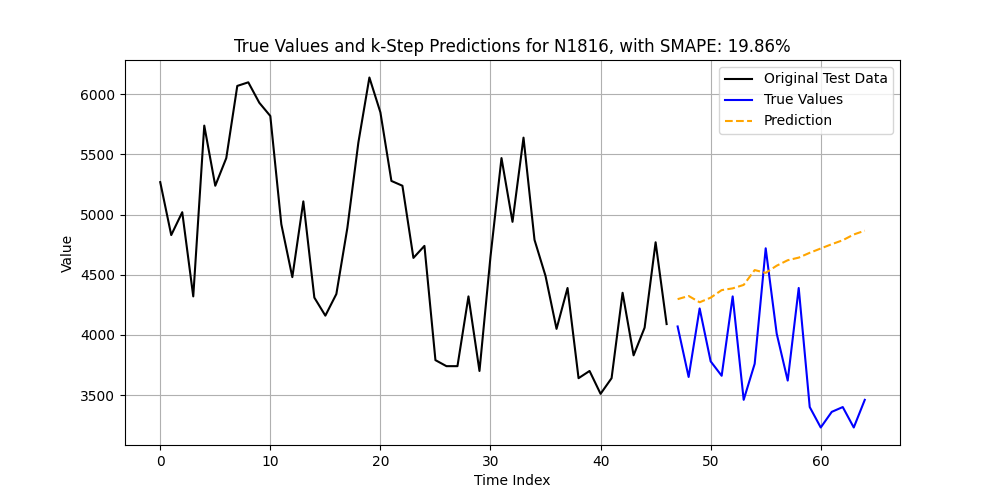 True Values and k-Step Predictions for N1816, with SMAPE: 19.86%
Original Test Data
True Values
Prediction
6000
5500
5000
4500
4000
3500
Value
0 10 20 30 40 50 60
Time Index